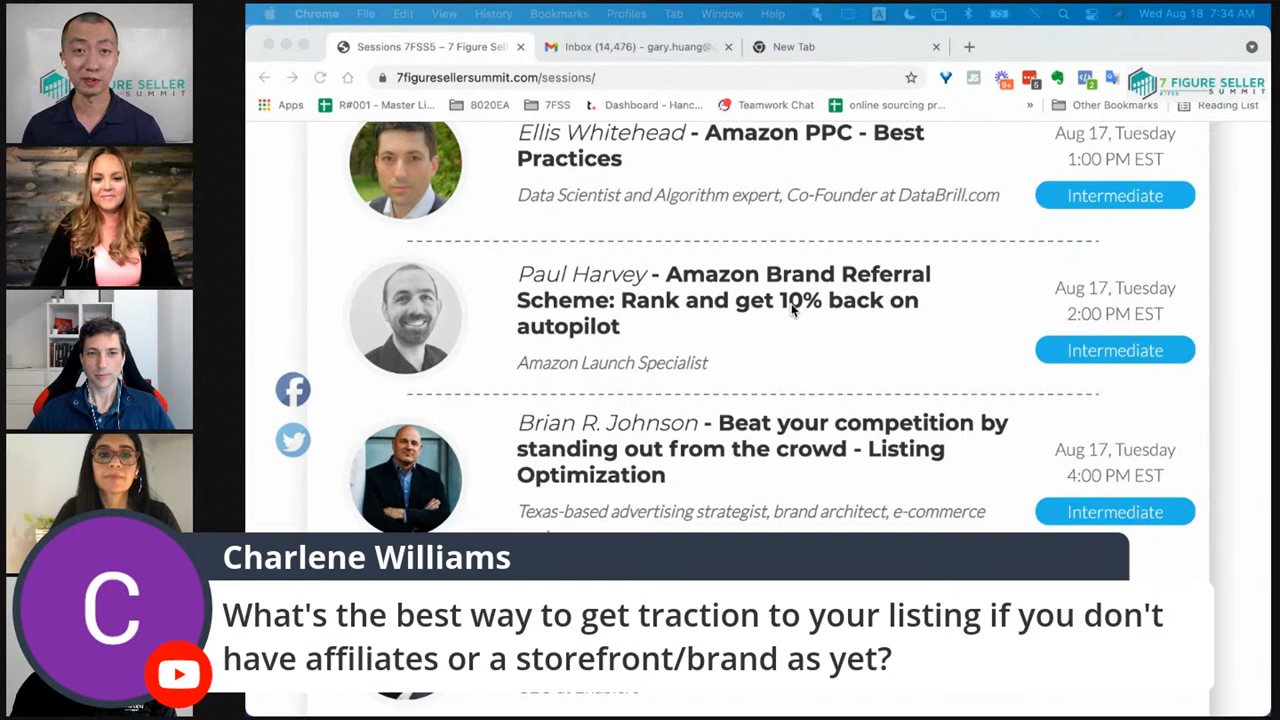 Chrome File Edit View History Bookmarks Profiles Tab Window Help Wed Aug 18 7:34 AM
Sessions 7FSS5 – 7 Figure Sel
Inbox (14,476) - gary.huang@
New Tab
7figuresellersummit.com/sessions/
7 FIGURE SELLER
SUMMIT
Apps
R#001 - Master Li...
8020EA
7FSS
Dashboard - Hanc...
Teamwork Chat
online sourcing pr...
»
Other Bookmarks
Reading List
Ellis Whitehead - Amazon PPC - Best
Practices
Data Scientist and Algorithm expert, Co-Founder at DataBrill.com
Aug 17, Tuesday
1:00 PM EST
Intermediate
Paul Harvey - Amazon Brand Referral
Scheme: Rank and get 10% back on
autopilot
Amazon Launch Specialist
Aug 17, Tuesday
2:00 PM EST
Intermediate
Brian R. Johnson - Beat your competition by
standing out from the crowd - Listing
Optimization
Texas-based advertising strategist, brand architect, e-commerce
Aug 17, Tuesday
4:00 PM EST
Intermediate
C
Charlene Williams
What's the best way to get traction to your listing if you don't
have affiliates or a storefront/brand as yet?